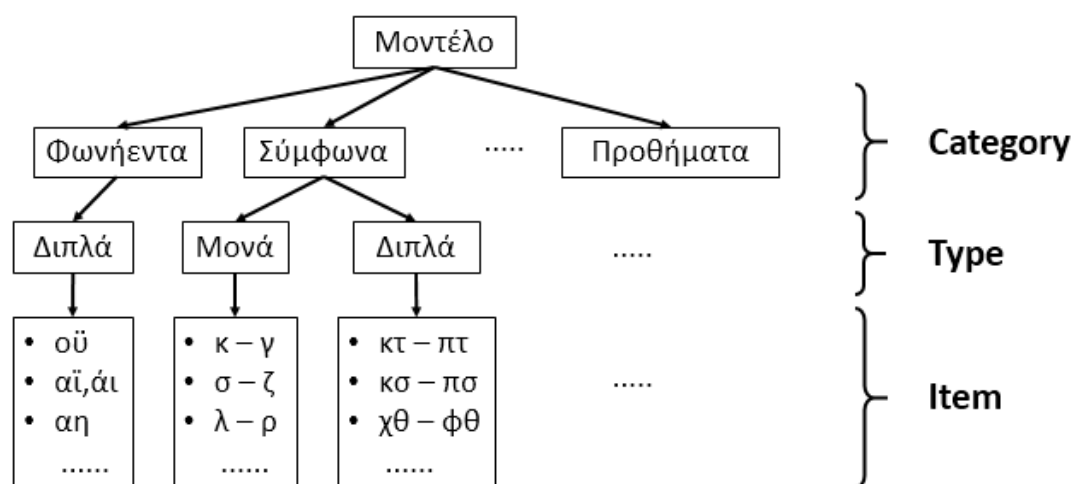 Μοντέλο
Φωνήεντα Σύμφωνα ..... Προθήματα
Category
Διπλά Μονά Διπλά .....
Type
• οϋ
• αϊ,άι
• αη
......
• κ – γ
• σ – ζ
• λ – ρ
......
• κτ – πτ
• κσ – πσ
• χθ – φθ
......
.....
Item